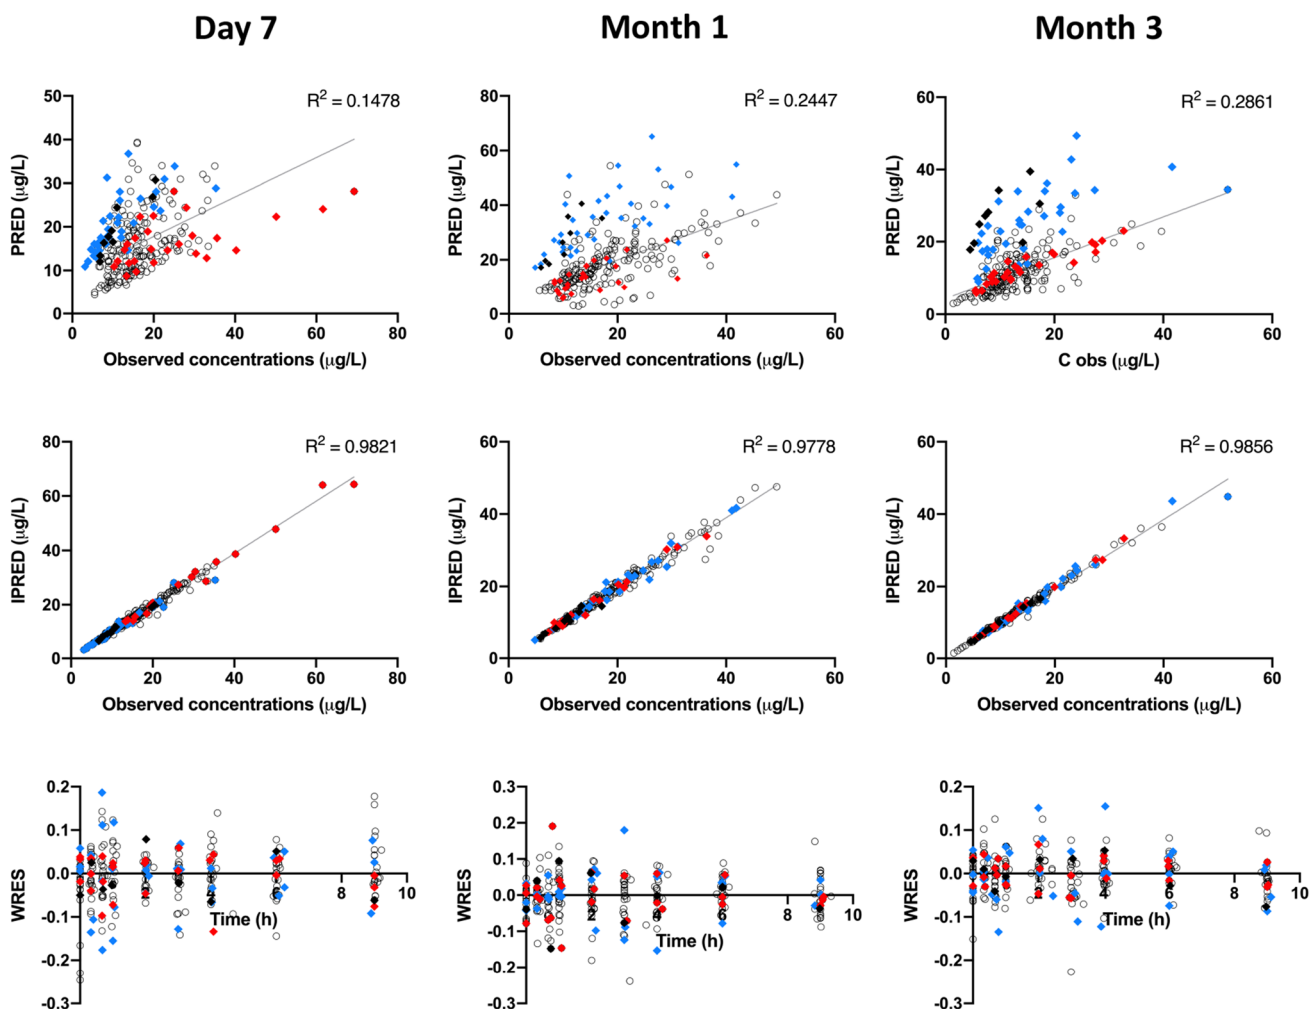 Day 7
Month 1
Month 3
R² = 0.1478
50
40
30
20
10
0
PRED (µg/L)
0 20 40 60 80
Observed concentrations (µg/L)
R² = 0.2447
80
60
40
20
0
PRED (µg/L)
0 20 40 60
Observed concentrations (µg/L)
R² = 0.2861
60
40
20
0
PRED (µg/L)
0 20 40 60
C obs (µg/L)
R² = 0.9821
80
60
40
20
0
IPRED (µg/L)
0 20 40 60 80
Observed concentrations (µg/L)
R² = 0.9778
60
40
20
0
IPRED (µg/L)
0 20 40 60
Observed concentrations (µg/L)
R² = 0.9856
60
40
20
0
IPRED (µg/L)
0 20 40 60
Observed concentrations (µg/L)
0.2
0.1
0.0
-0.1
-0.2
-0.3
WRES
2 4 6 8 10
Time (h)
0.3
0.2
0.1
0.0
-0.1
-0.2
-0.3
WRES
2 4 6 8 10
Time (h)
0.2
0.1
0.0
-0.1
-0.2
-0.3
WRES
2 4 6 8 10
Time (h)